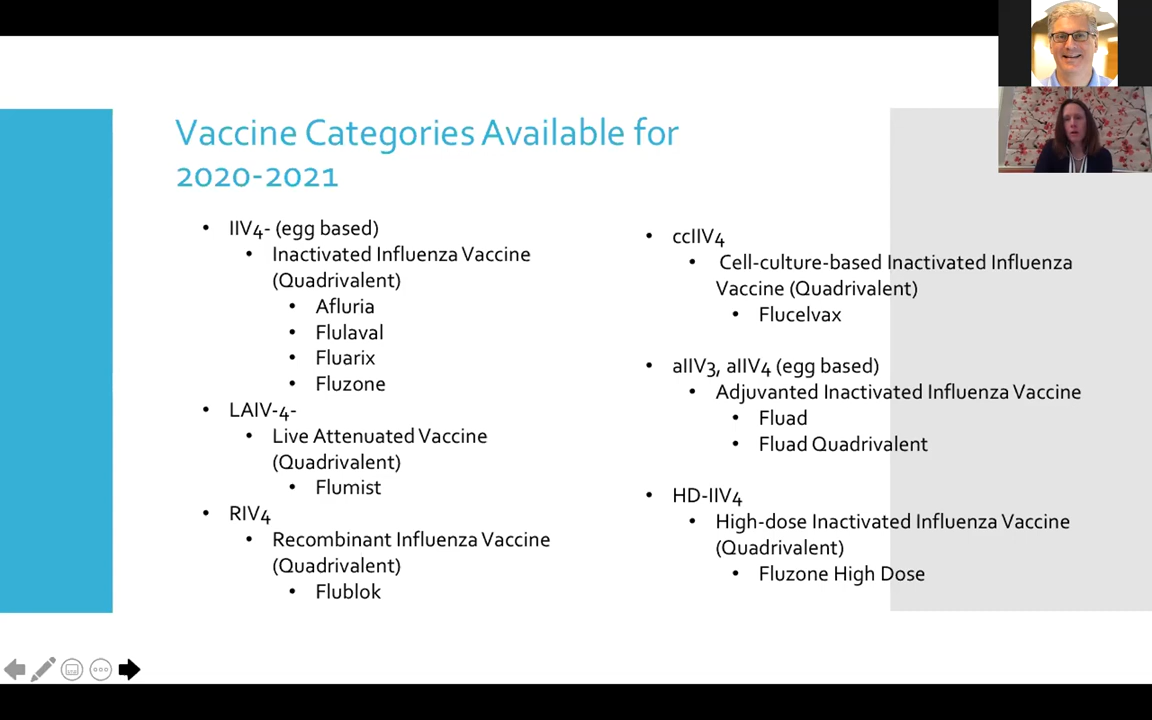 Vaccine Categories Available for
2020-2021
• IIV4- (egg based)
• Inactivated Influenza Vaccine
(Quadrivalent)
• Afluria
• Flulaval
• Fluarix
• Fluzone
• LAIV-4-
• Live Attenuated Vaccine
(Quadrivalent)
• Flumist
• RIV4
• Recombinant Influenza Vaccine
(Quadrivalent)
• Flublok
• ccIIV4
• Cell-culture-based Inactivated Influenza
Vaccine (Quadrivalent)
• Flucelvax
• aIIV3, aIIV4 (egg based)
• Adjuvanted Inactivated Influenza Vaccine
• Fluad
• Fluad Quadrivalent
• HD-IIV4
• High-dose Inactivated Influenza Vaccine
(Quadrivalent)
• Fluzone High Dose